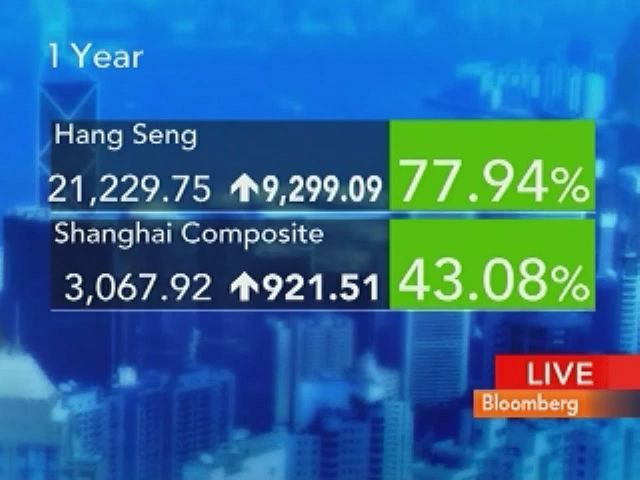 1 Year
Hang Seng
21,229.75 ↑9,299.09 77.94%
Shanghai Composite
3,067.92 ↑921.51 43.08%
LIVE
Bloomberg